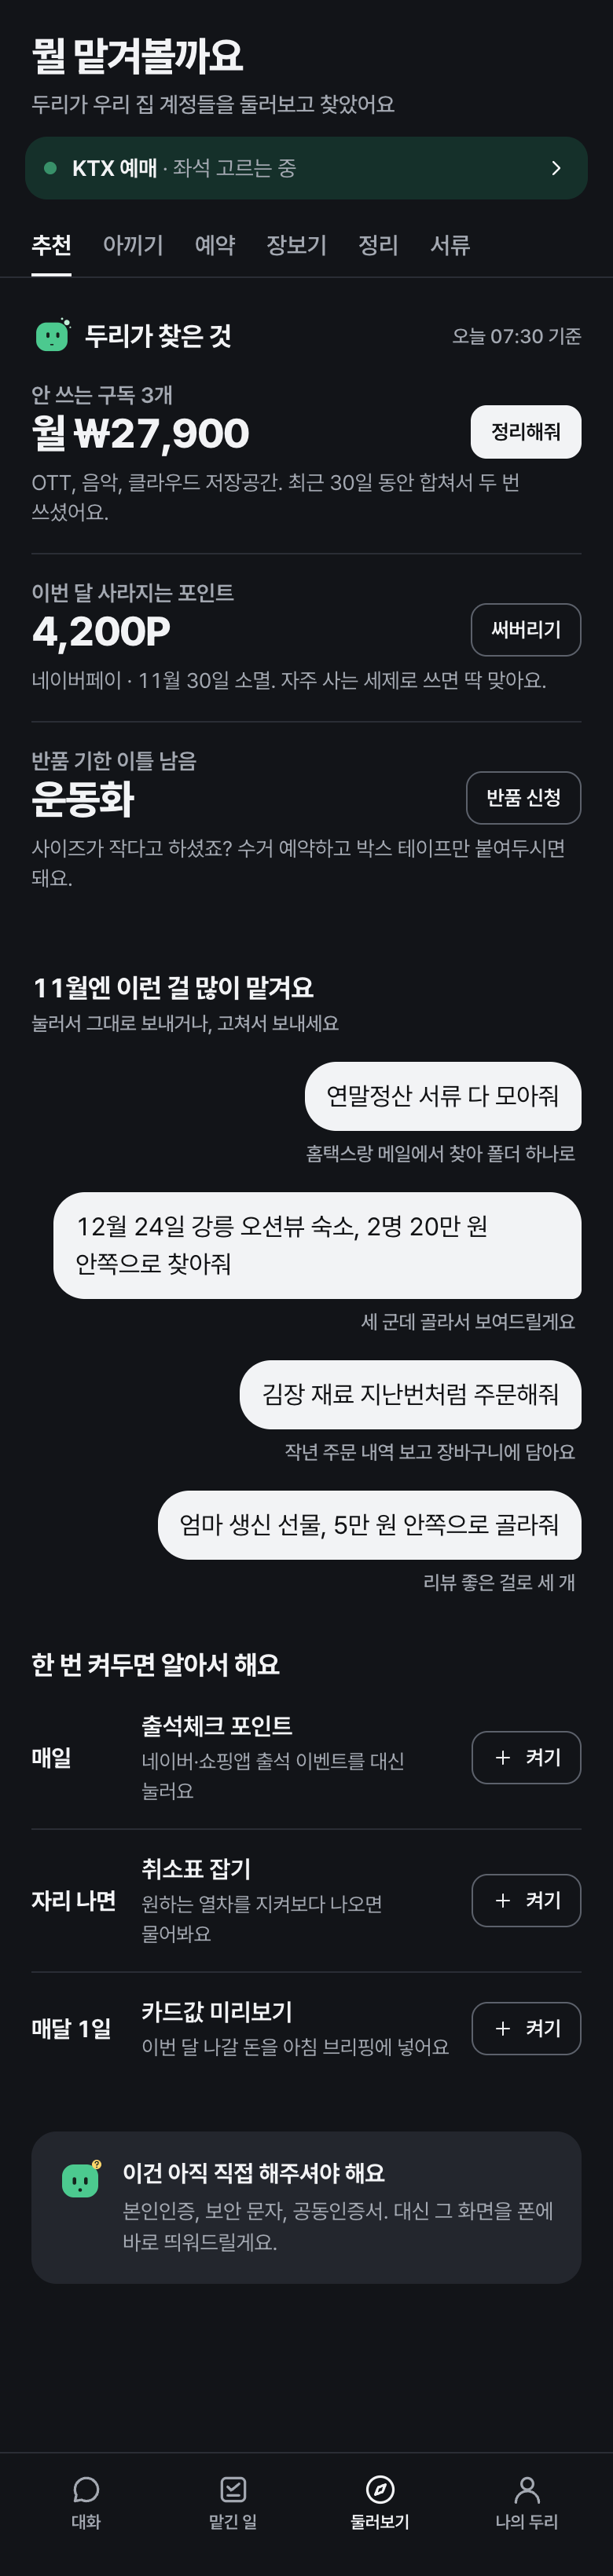 뭘 맡겨볼까요
두리가 우리 집 계정들을 둘러보고 찾았어요
KTX 예매 · 좌석 고르는 중
추천 아끼기 예약 장보기 정리 서류
두리가 찾은 것 오늘 07:30 기준
안 쓰는 구독 3개
월 ₩27,900
정리해줘
OTT, 음악, 클라우드 저장공간. 최근 30일 동안 합쳐서 두 번
쓰셨어요.
이번 달 사라지는 포인트
4,200P
써버리기
네이버페이 · 11월 30일 소멸. 자주 사는 세제로 쓰면 딱 맞아요.
반품 기한 이틀 남음
운동화
반품 신청
사이즈가 작다고 하셨죠? 수거 예약하고 박스 테이프만 붙여두시면
돼요.
11월엔 이런 걸 많이 맡겨요
눌러서 그대로 보내거나, 고쳐서 보내세요
연말정산 서류 다 모아줘
홈택스랑 메일에서 찾아 폴더 하나로
12월 24일 강릉 오션뷰 숙소, 2명 20만 원
안쪽으로 찾아줘
세 군데 골라서 보여드릴게요
김장 재료 지난번처럼 주문해줘
작년 주문 내역 보고 장바구니에 담아요
엄마 생신 선물, 5만 원 안쪽으로 골라줘
리뷰 좋은 걸로 세 개
한 번 켜두면 알아서 해요
매일
출석체크 포인트
네이버·쇼핑앱 출석 이벤트를 대신
눌러요
+ 켜기
자리 나면
취소표 잡기
원하는 열차를 지켜보다 나오면
물어봐요
+ 켜기
매달 1일
카드값 미리보기
이번 달 나갈 돈을 아침 브리핑에 넣어요
+ 켜기
?
이건 아직 직접 해주셔야 해요
본인인증, 보안 문자, 공동인증서. 대신 그 화면을 폰에
바로 띄워드릴게요.
대화 맡긴 일 둘러보기 나의 두리